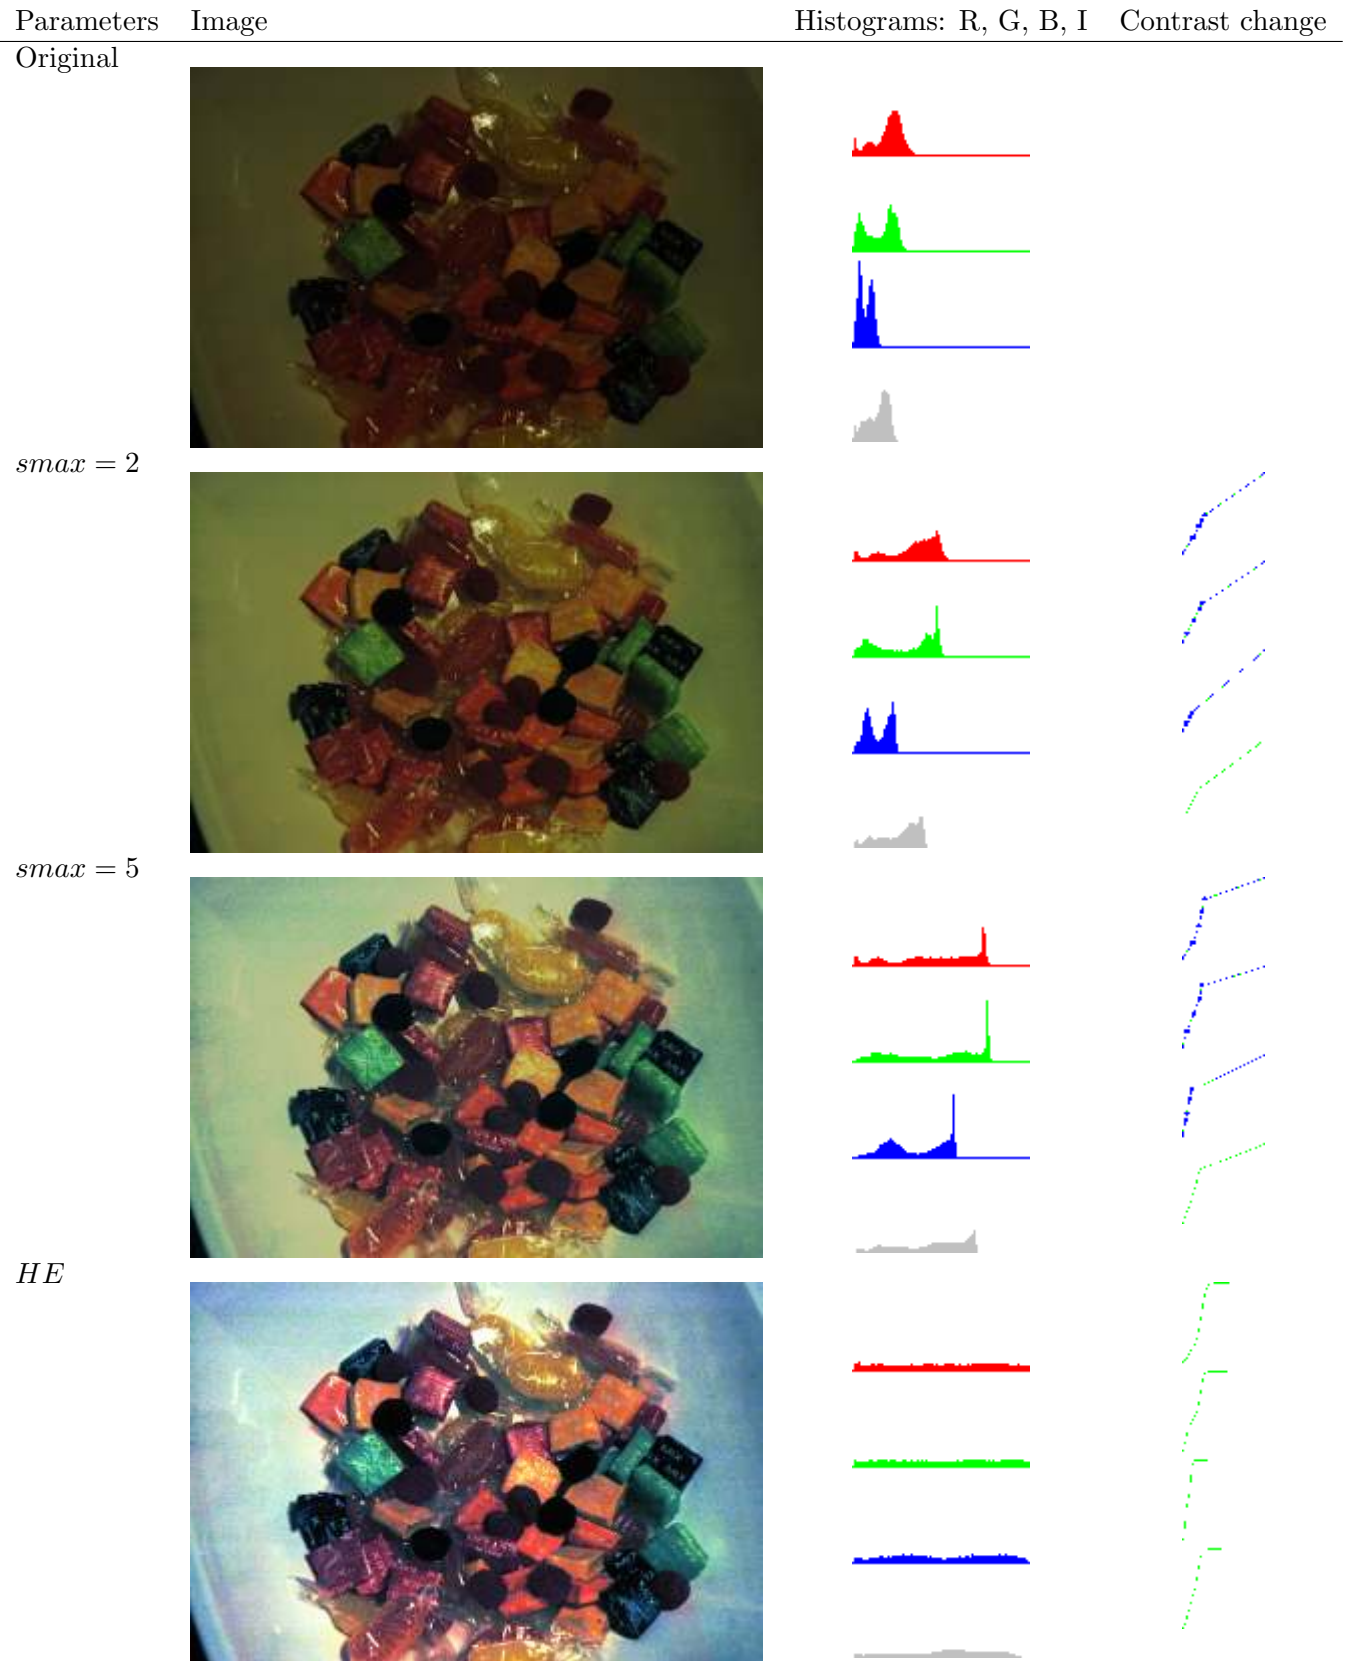 Parameters Image Histograms: R, G, B, I Contrast change
Original
smax = 2
smax = 5
HE